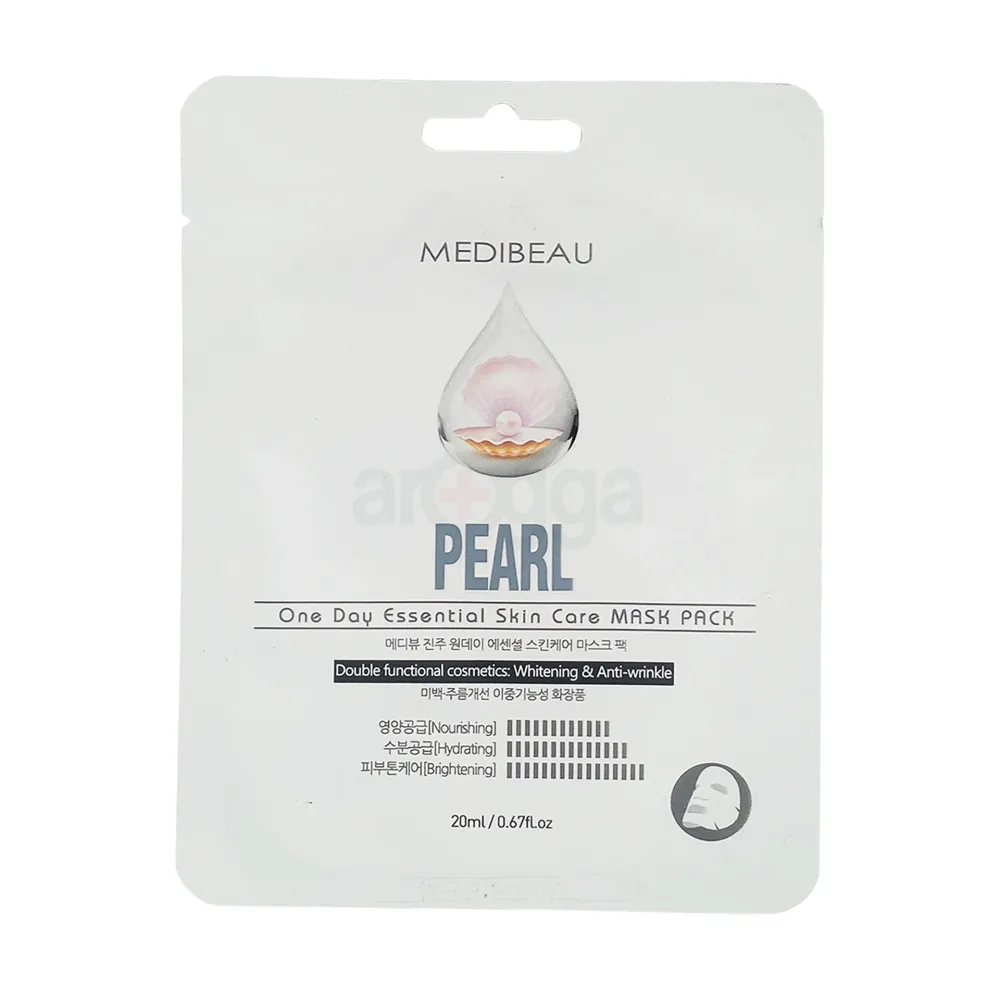 MEDIBEAU
arogga
PEARL
One Day Essential Skin Care MASK PACK
메디뷰 진주 원데이 에센셜 스킨케어 마스크 팩
Double functional cosmetics: Whitening & Anti-wrinkle
미백·주름개선 이중기능성 화장품
영양공급[Nourishing]
수분공급[Hydrating]
피부톤케어[Brightening]
20ml / 0.67fl.oz